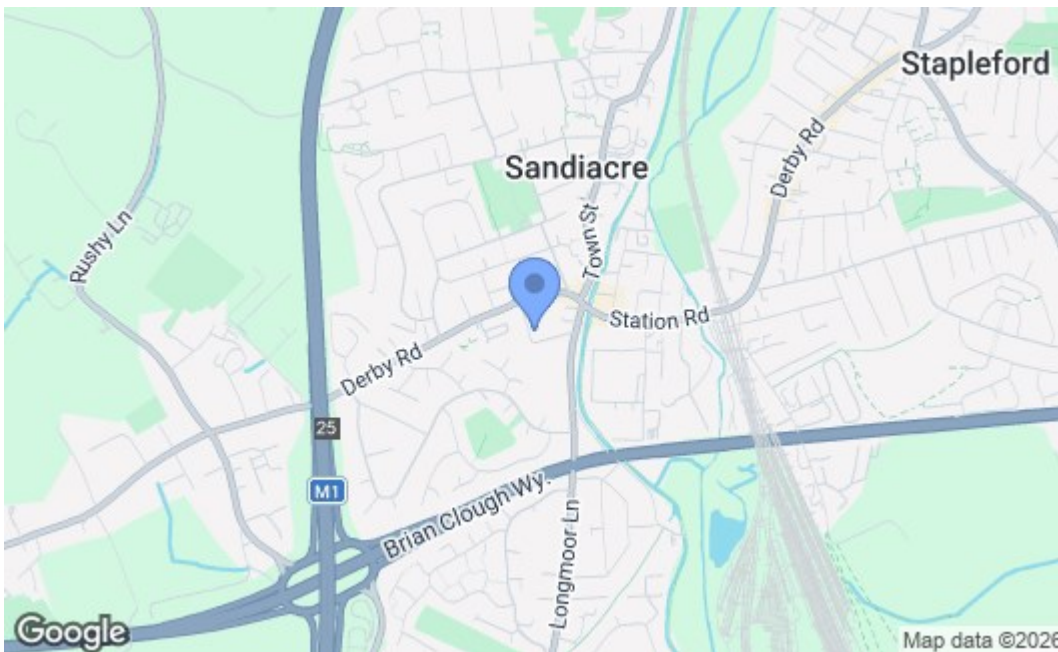 Stapleford
Sandiacre
Derby Rd
Rushy Ln
Town St
Station Rd
Derby Rd
25
M1
Brian Clough Wy.
Longmoor Ln
Google
Map data ©2026